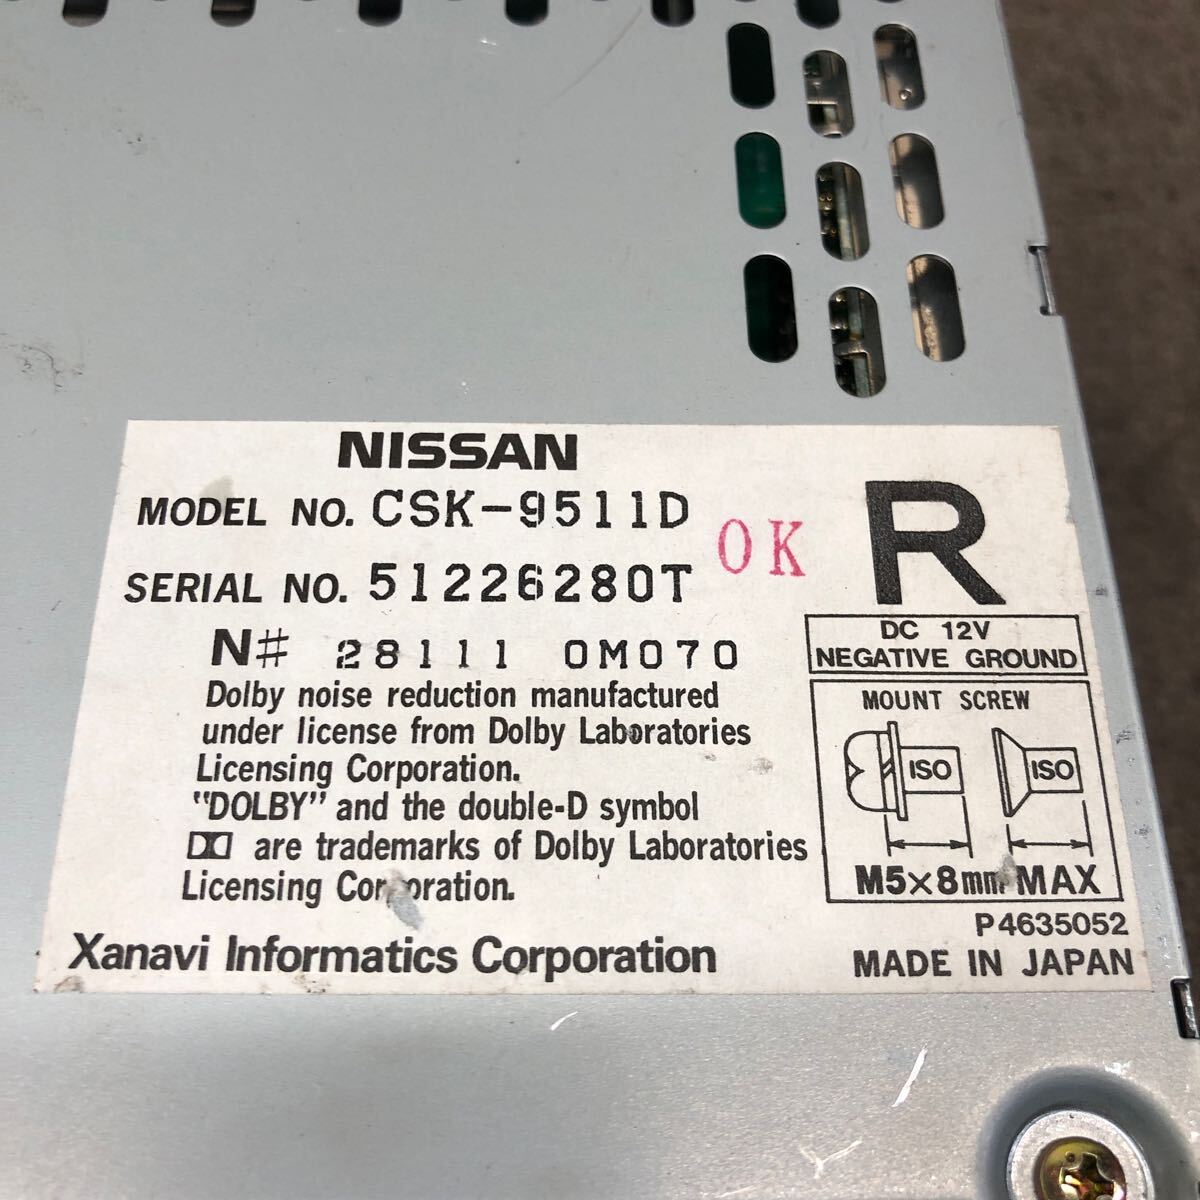 NISSAN
MODEL NO. CSK-9511D
SERIAL NO. 51226280T
OK
R
N# 28111 0M070
DC 12V
NEGATIVE GROUND
Dolby noise reduction manufactured
under license from Dolby Laboratories
Licensing Corporation.
"DOLBY" and the double-D symbol
are trademarks of Dolby Laboratories
Licensing Corporation.
MOUNT SCREW
ISO ISO
M5×8mm MAX
P4635052
Xanavi Informatics Corporation
MADE IN JAPAN